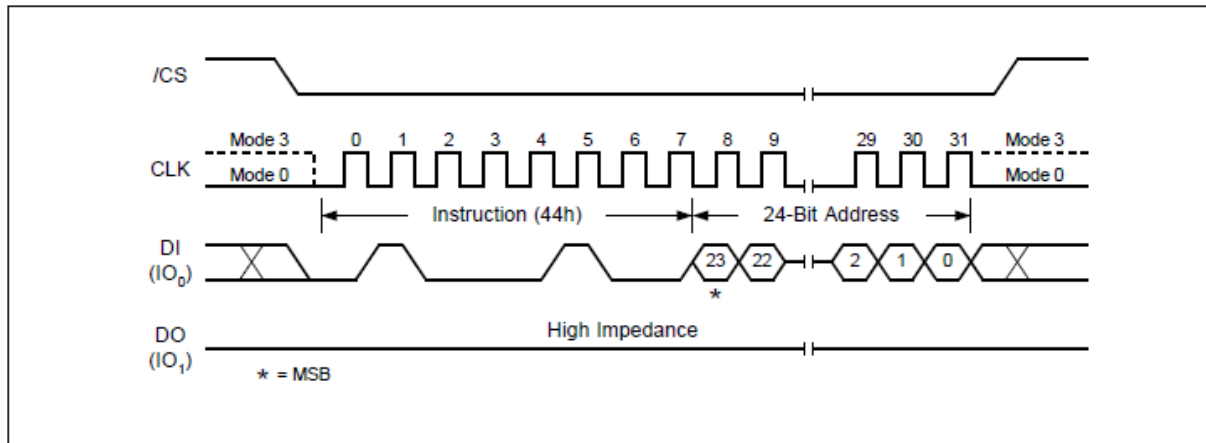 /CS
Mode 3 0 1 2 3 4 5 6 7 8 9 29 30 31 Mode 3
CLK Mode 0 Mode 0
Instruction (44h) 24-Bit Address
DI
(IO0) 23 22 2 1 0
*
DO High Impedance
(IO1)
* = MSB